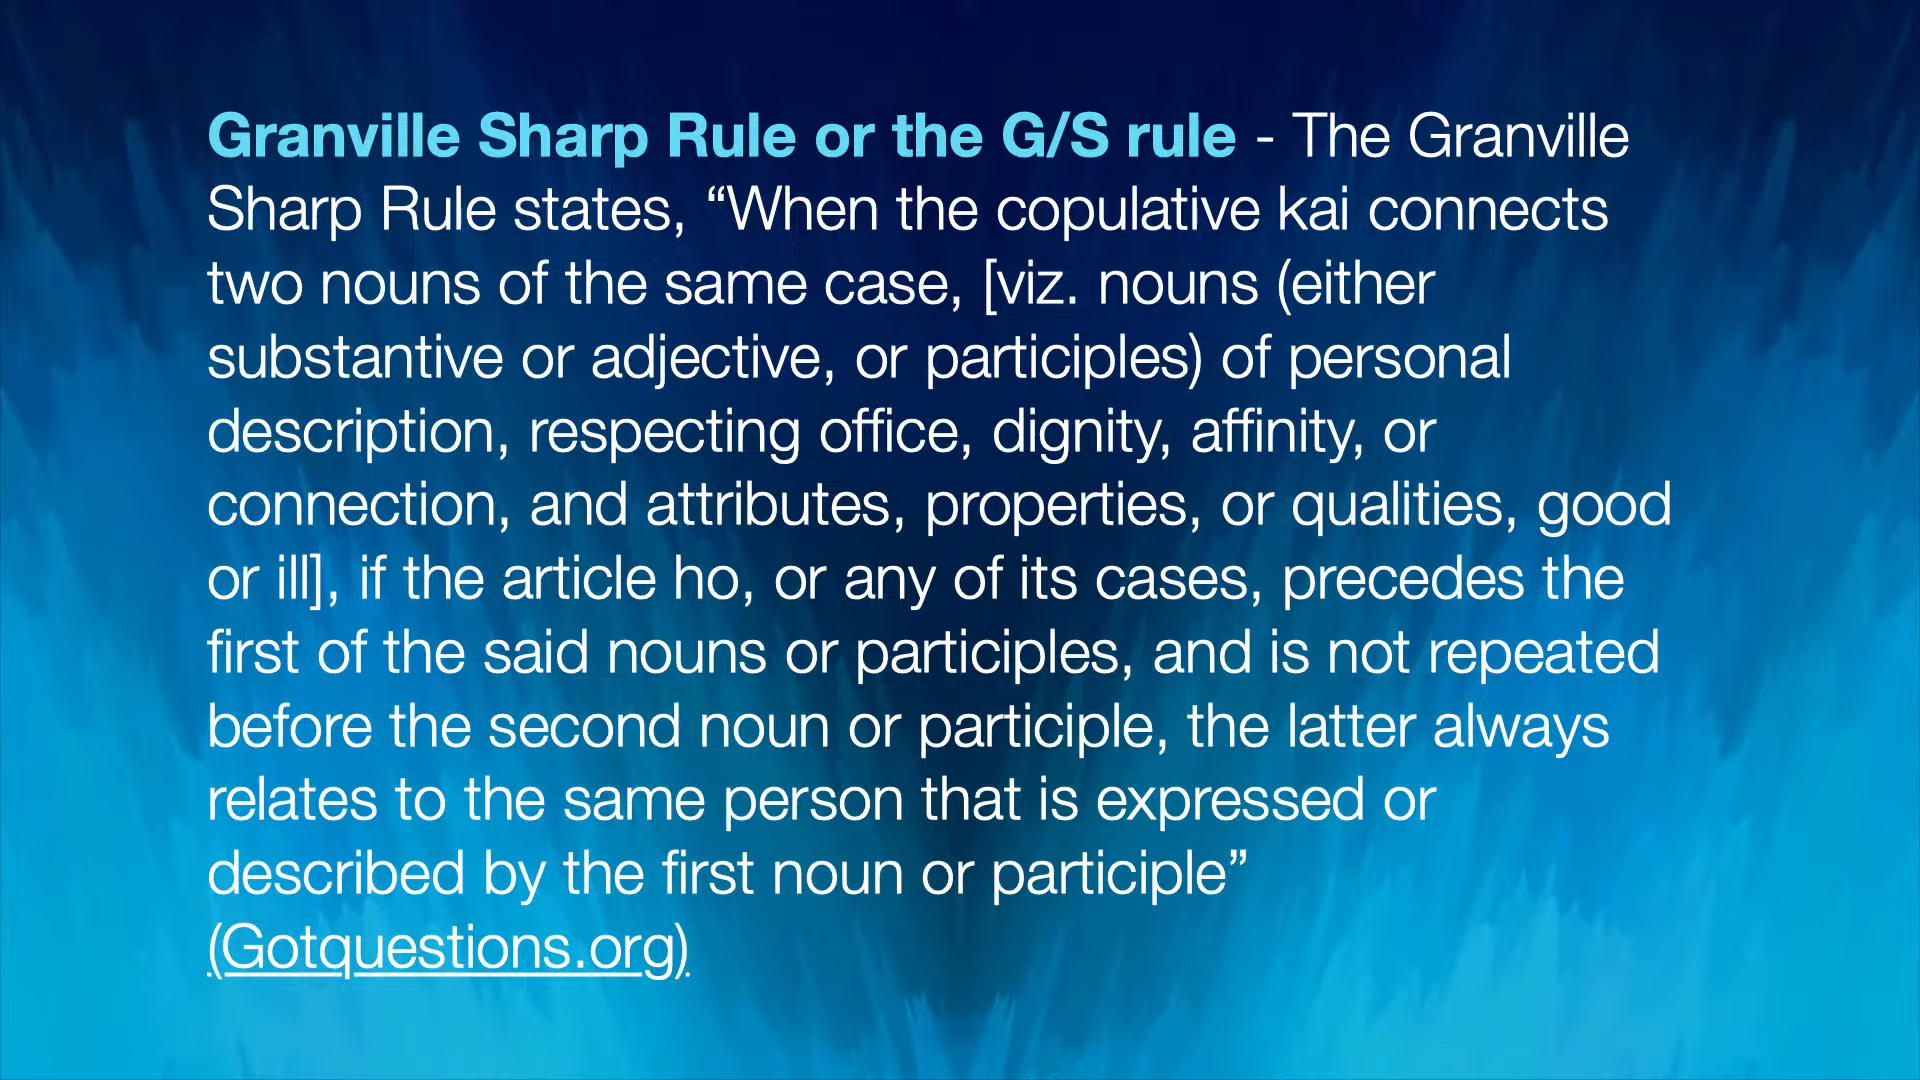 Granville Sharp Rule or the G/S rule - The Granville
Sharp Rule states, “When the copulative kai connects
two nouns of the same case, [viz. nouns (either
substantive or adjective, or participles) of personal
description, respecting office, dignity, affinity, or
connection, and attributes, properties, or qualities, good
or ill], if the article ho, or any of its cases, precedes the
first of the said nouns or participles, and is not repeated
before the second noun or participle, the latter always
relates to the same person that is expressed or
described by the first noun or participle”
(Gotquestions.org)